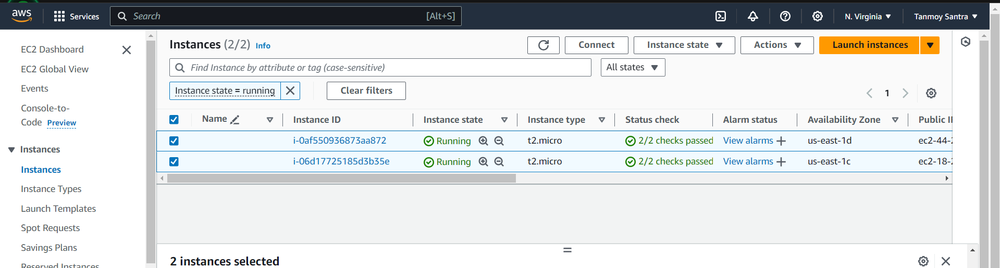 aws Services Search [Alt+S] N. Virginia Tanmoy Santra
EC2 Dashboard
EC2 Global View
Events
Console-to-
Code Preview
Instances
Instances
Instance Types
Launch Templates
Spot Requests
Savings Plans
Reserved Instances
Instances (2/2) Info Connect Instance state Actions Launch instances
Find Instance by attribute or tag (case-sensitive) All states
Instance state = running Clear filters
1
Name Instance ID Instance state Instance type Status check Alarm status Availability Zone Public I
i-0af550936873aa872 Running t2.micro 2/2 checks passed View alarms us-east-1d ec2-44-2
i-06d17725185d3b35e Running t2.micro 2/2 checks passed View alarms us-east-1c ec2-18-2
2 instances selected